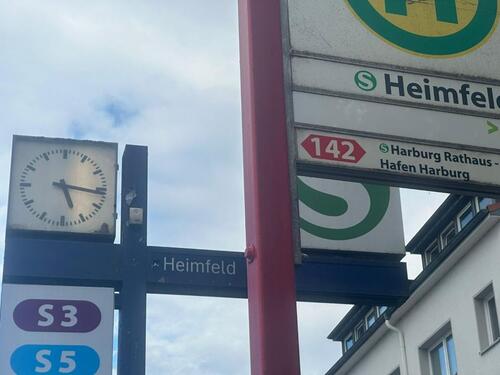 H
S Heimfeld
142
S Harburg Rathaus -
Hafen Harburg
S
Heimfeld
S3
S5